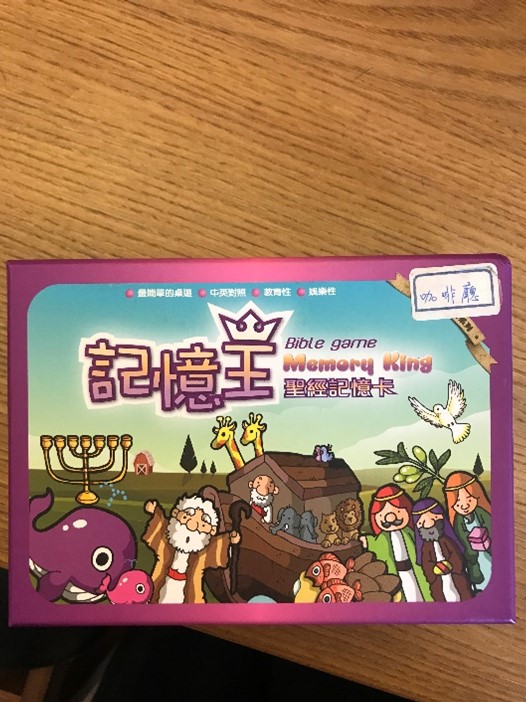 最簡單的桌遊 中英對照 教育性 娛樂性
咖啡廳
記憶王
Bible game
Memory King
聖經記憶卡